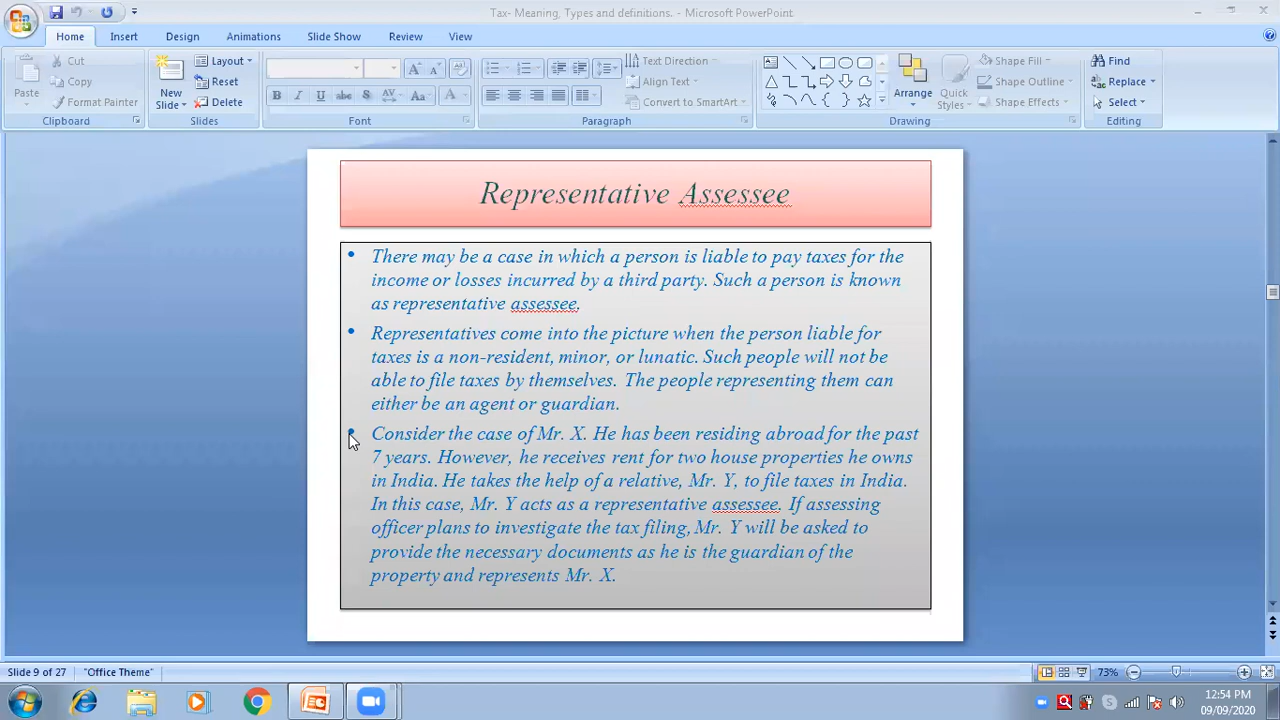 Tax- Meaning, Types and definitions. - Microsoft PowerPoint
Home Insert Design Animations Slide Show Review View
Paste
Cut
Copy
Format Painter
Clipboard
New Slide
Layout
Reset
Delete
Slides
B I U abc S AV Aa A
Font
Paragraph
Text Direction
Align Text
Convert to SmartArt
Arrange
Quick Styles
Shape Fill
Shape Outline
Shape Effects
Drawing
Find
Replace
Select
Editing
Representative Assessee
• There may be a case in which a person is liable to pay taxes for the
income or losses incurred by a third party. Such a person is known
as representative assessee.
• Representatives come into the picture when the person liable for
taxes is a non-resident, minor, or lunatic. Such people will not be
able to file taxes by themselves. The people representing them can
either be an agent or guardian.
• Consider the case of Mr. X. He has been residing abroad for the past
7 years. However, he receives rent for two house properties he owns
in India. He takes the help of a relative, Mr. Y, to file taxes in India.
In this case, Mr. Y acts as a representative assessee. If assessing
officer plans to investigate the tax filing, Mr. Y will be asked to
provide the necessary documents as he is the guardian of the
property and represents Mr. X.
Slide 9 of 27 "Office Theme" 73%
12:54 PM
09/09/2020